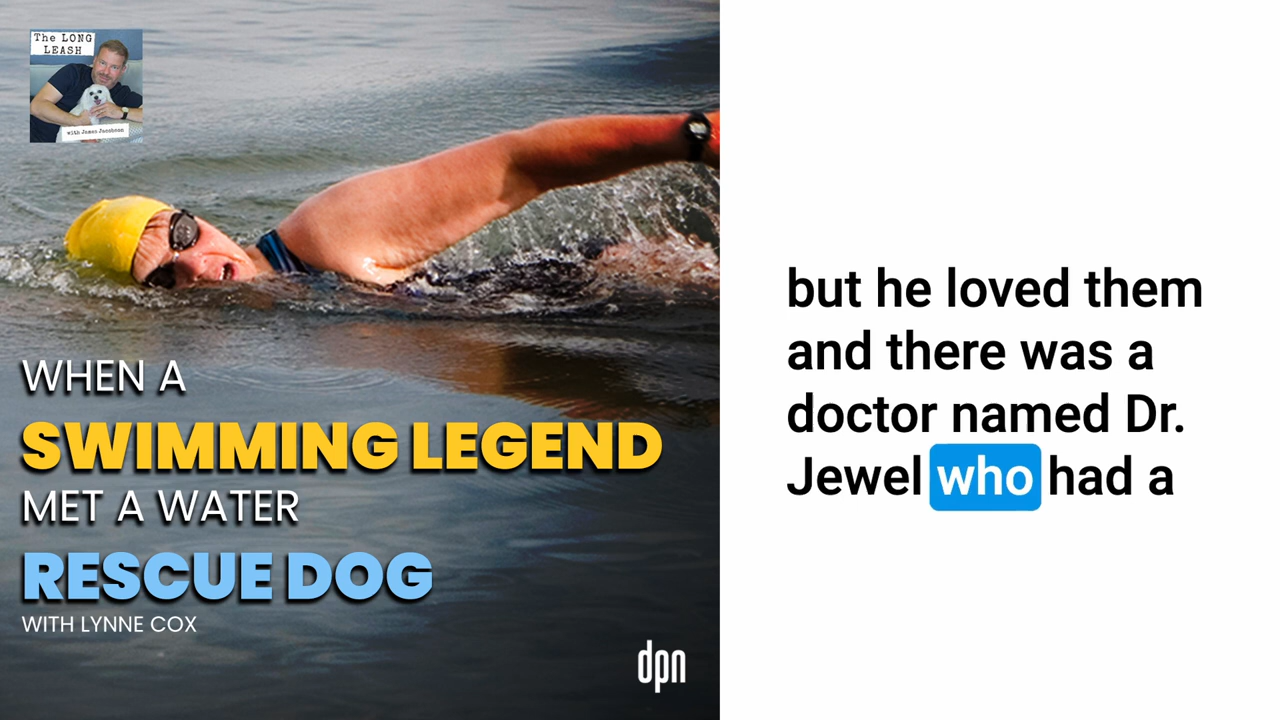 The LONG
LEASH
with James Jacobson
WHEN A
SWIMMING LEGEND
MET A WATER
RESCUE DOG
WITH LYNNE COX
dpn
but he loved them
and there was a
doctor named Dr.
Jewel who had a